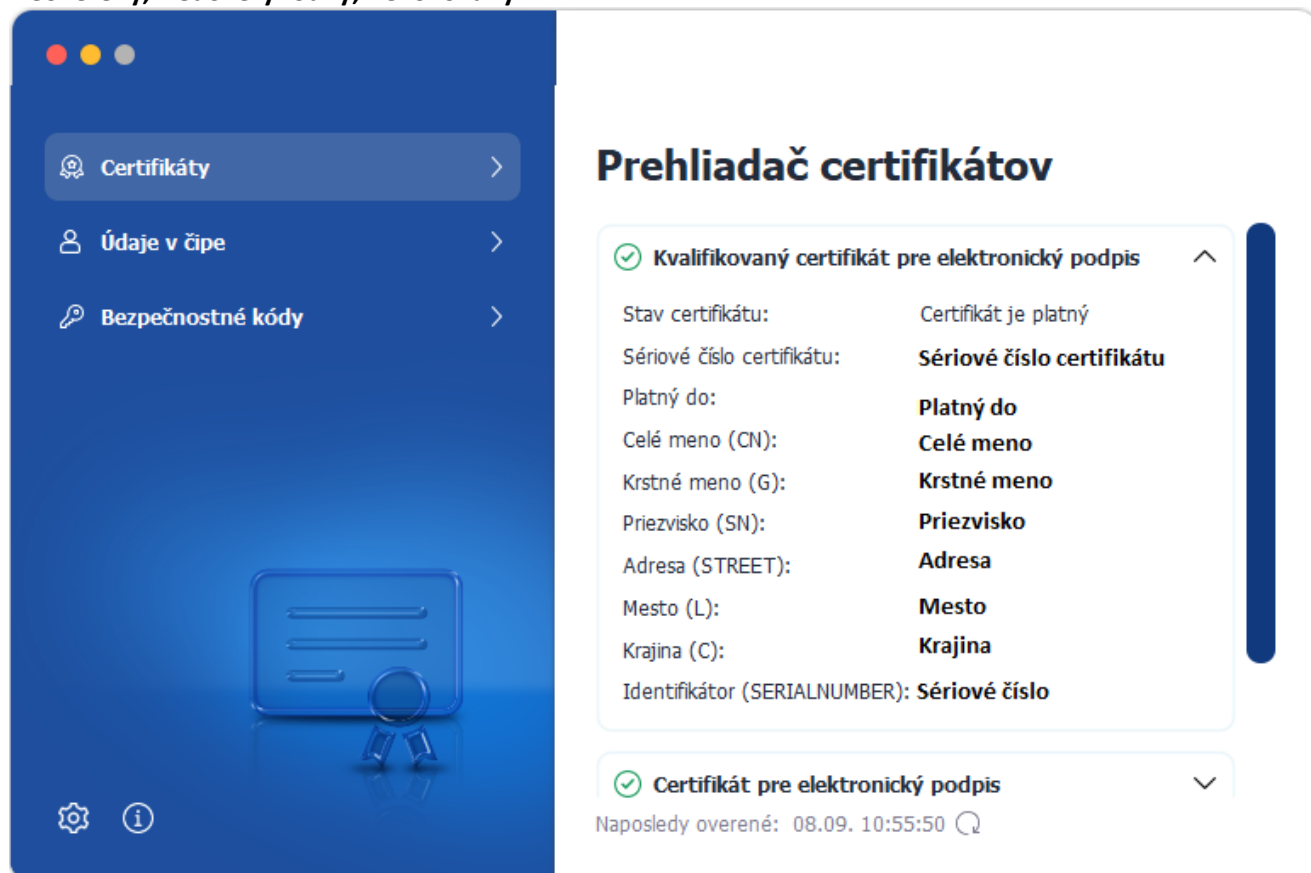 Certifikáty
Údaje v čipe
Bezpečnostné kódy
Prehliadač certifikátov
Kvalifikovaný certifikát pre elektronický podpis
Stav certifikátu: Certifikát je platný
Sériové číslo certifikátu: Sériové číslo certifikátu
Platný do: Platný do
Celé meno (CN): Celé meno
Krstné meno (G): Krstné meno
Priezvisko (SN): Priezvisko
Adresa (STREET): Adresa
Mesto (L): Mesto
Krajina (C): Krajina
Identifikátor (SERIALNUMBER): Sériové číslo
Certifikát pre elektronický podpis
Naposledy overené: 08.09. 10:55:50